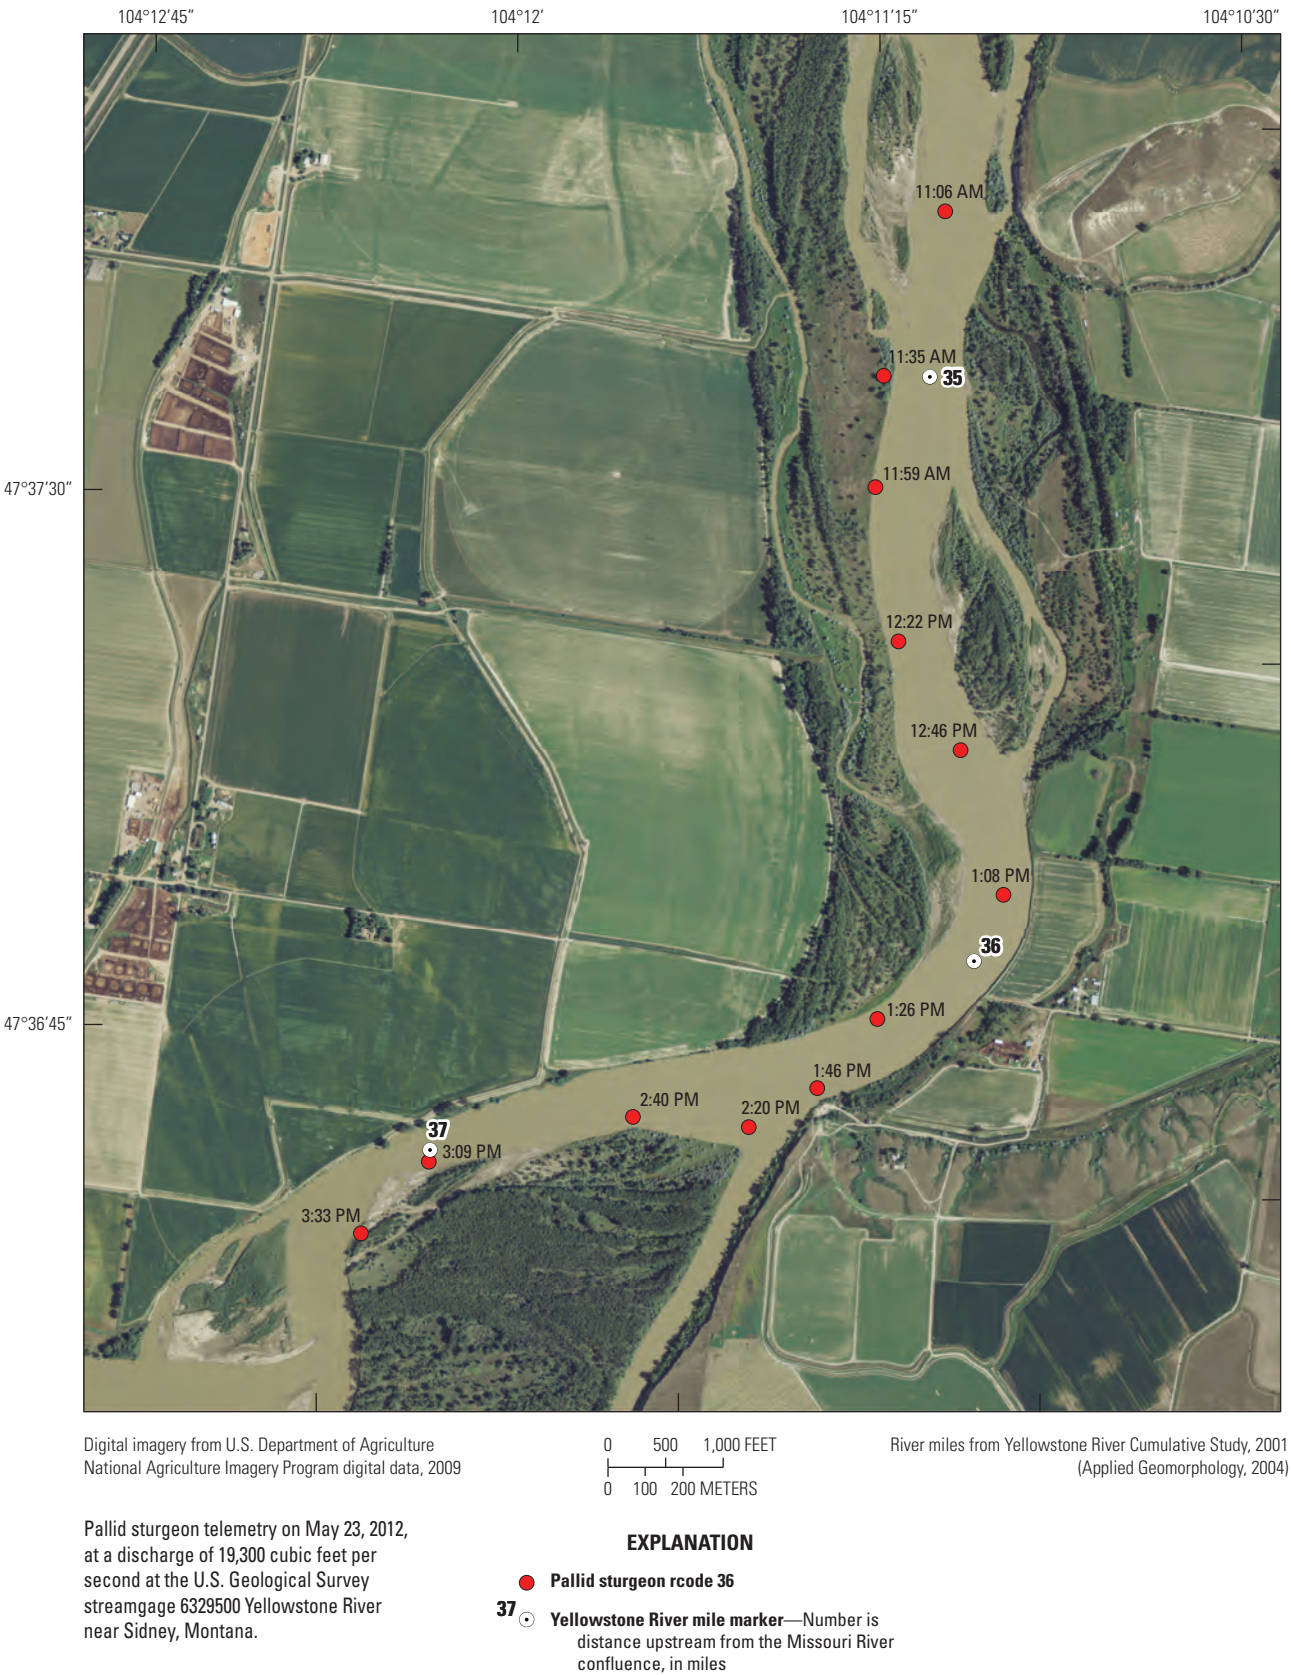 104°12′45″ 104°12′ 104°11′15″ 104°10′30″
11:06 AM
11:35 AM
35
11:59 AM
47°37′30″
12:22 PM
12:46 PM
1:08 PM
36
1:26 PM
47°36′45″
1:46 PM
2:40 PM
2:20 PM
37
3:09 PM
3:33 PM
Digital imagery from U.S. Department of Agriculture
National Agriculture Imagery Program digital data, 2009
0 500 1,000 FEET
0 100 200 METERS
River miles from Yellowstone River Cumulative Study, 2001
(Applied Geomorphology, 2004)
Pallid sturgeon telemetry on May 23, 2012,
at a discharge of 19,300 cubic feet per
second at the U.S. Geological Survey
streamgage 6329500 Yellowstone River
near Sidney, Montana.
EXPLANATION
Pallid sturgeon rcode 36
37 Yellowstone River mile marker—Number is
distance upstream from the Missouri River
confluence, in miles